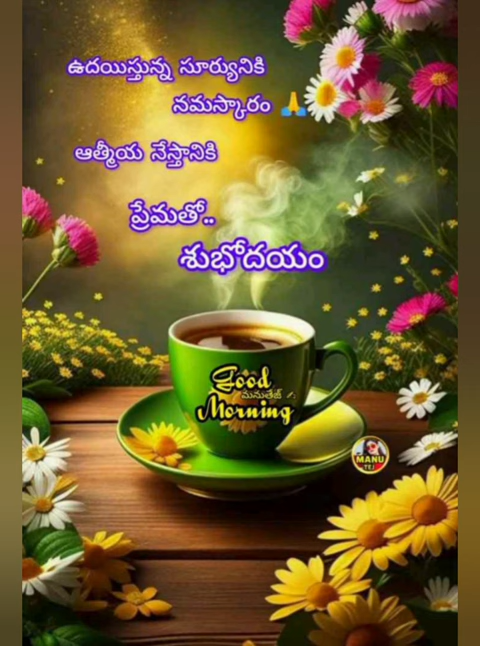 ఉదయిస్తున్న సూర్యునికి
నమస్కారం 🙏
ఆత్మీయ నేస్తానికి
ప్రేమతో..
శుభోదయం
Good
మనుతేజ్ ✍
Morning
MANU
TEJ